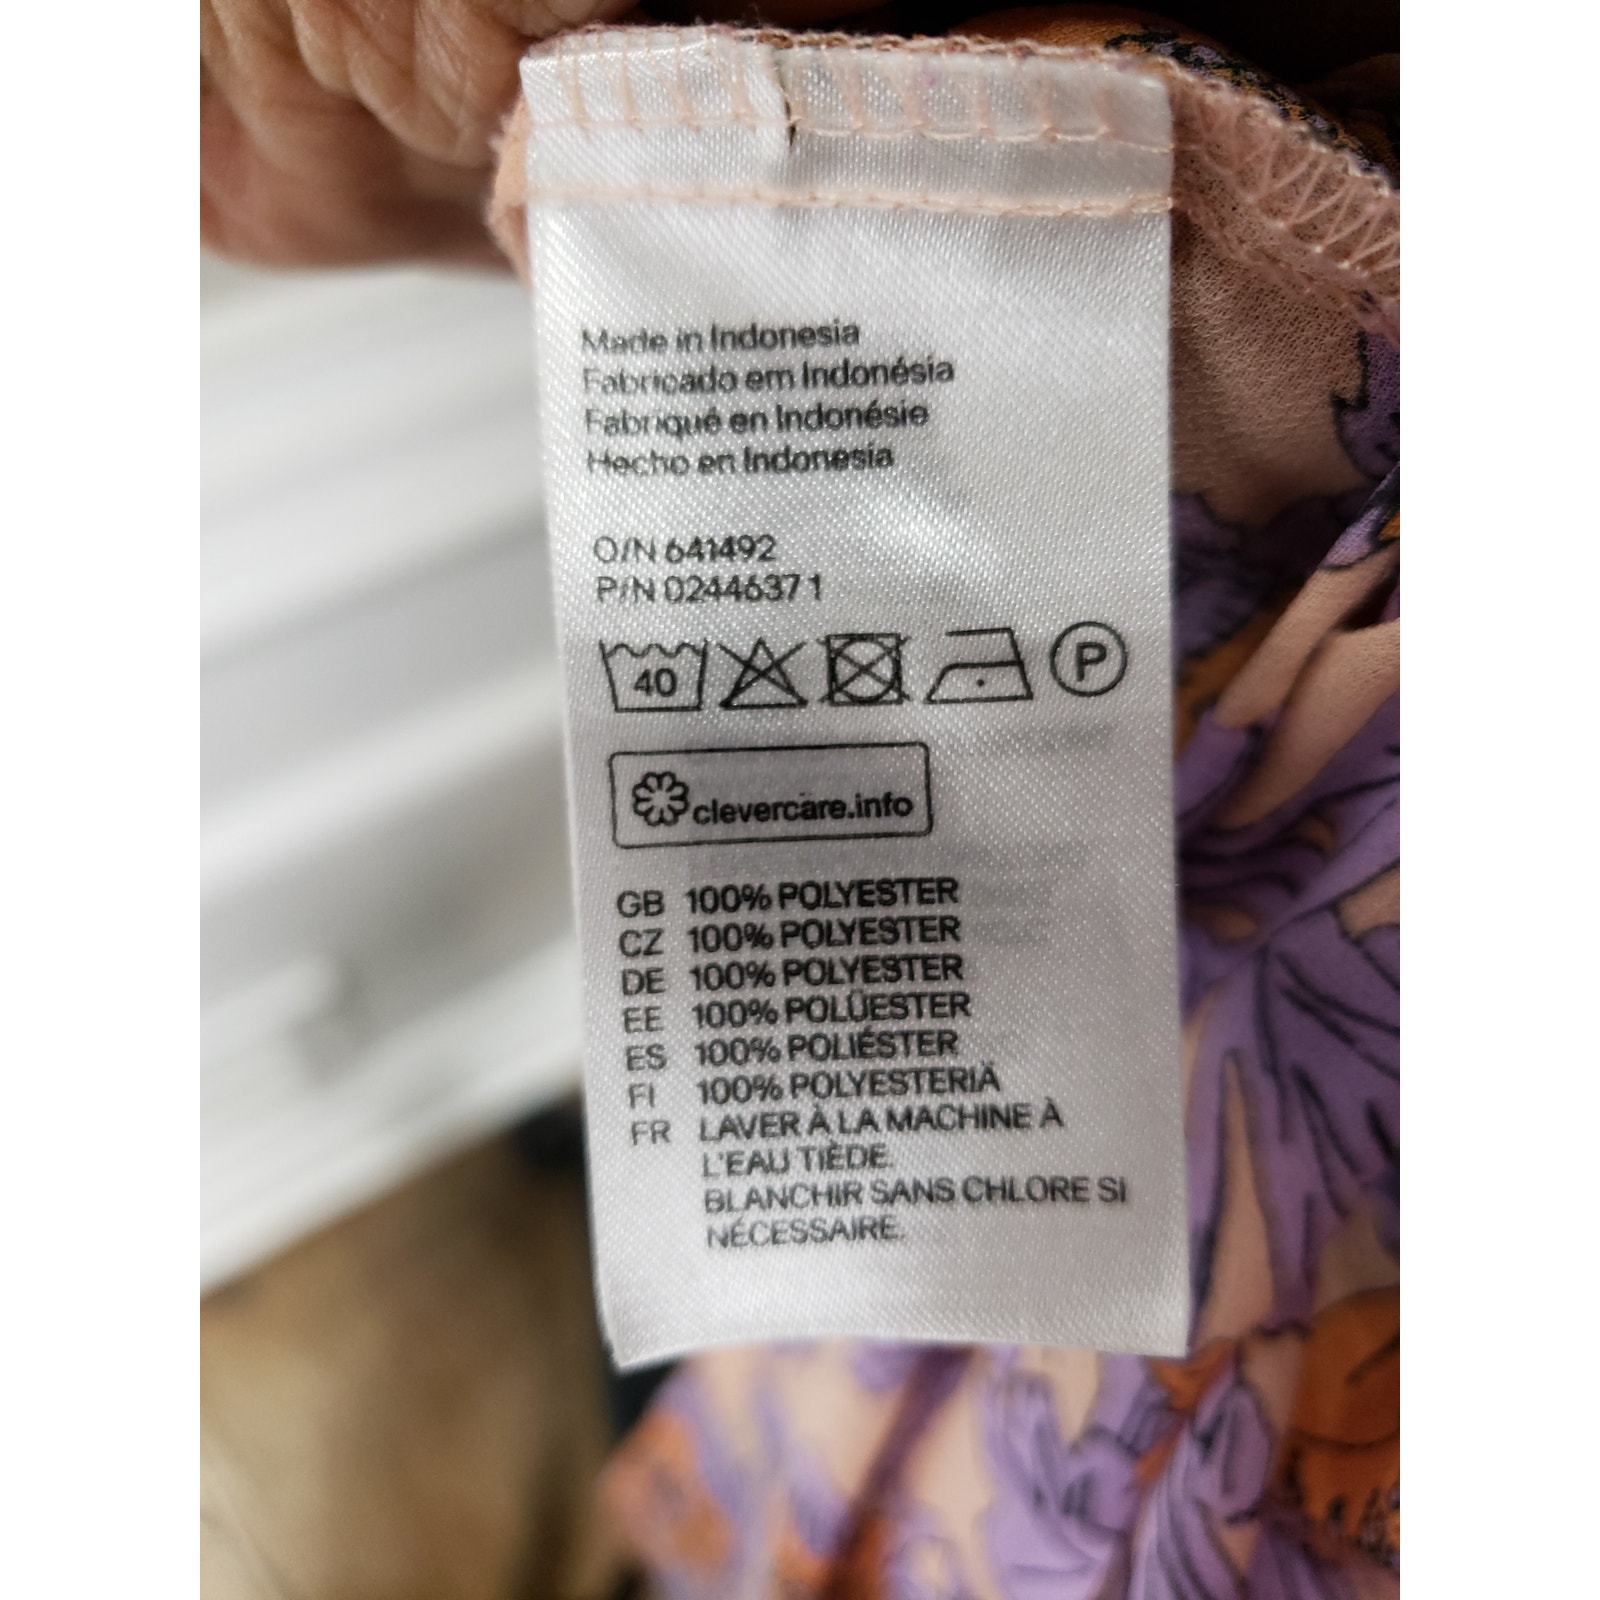 Made in Indonesia
Fabricado em Indonésia
Fabriqué en Indonésie
Hecho en Indonesia
O/N 641492
P/N 02446371
40 P
clevercare.info
GB 100% POLYESTER
CZ 100% POLYESTER
DE 100% POLYESTER
EE 100% POLÜESTER
ES 100% POLIÉSTER
FI 100% POLYESTERIÄ
FR LAVER À LA MACHINE À
L'EAU TIÈDE.
BLANCHIR SANS CHLORE SI
NÉCESSAIRE.